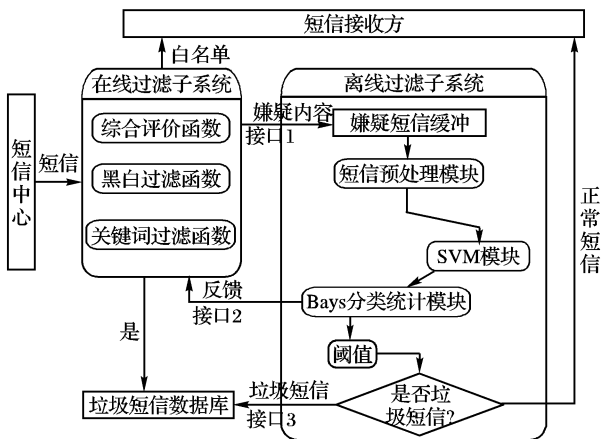 短信接收方
白名单
在线过滤子系统
离线过滤子系统
嫌疑内容
接口1
嫌疑短信缓冲
综合评价函数
短信中心
短信
黑白过滤函数
短信预处理模块
正常短信
关键词过滤函数
SVM模块
反馈
接口2
Bays分类统计模块
是
阈值
垃圾短信数据库
垃圾短信
接口3
是否垃
圾短信?